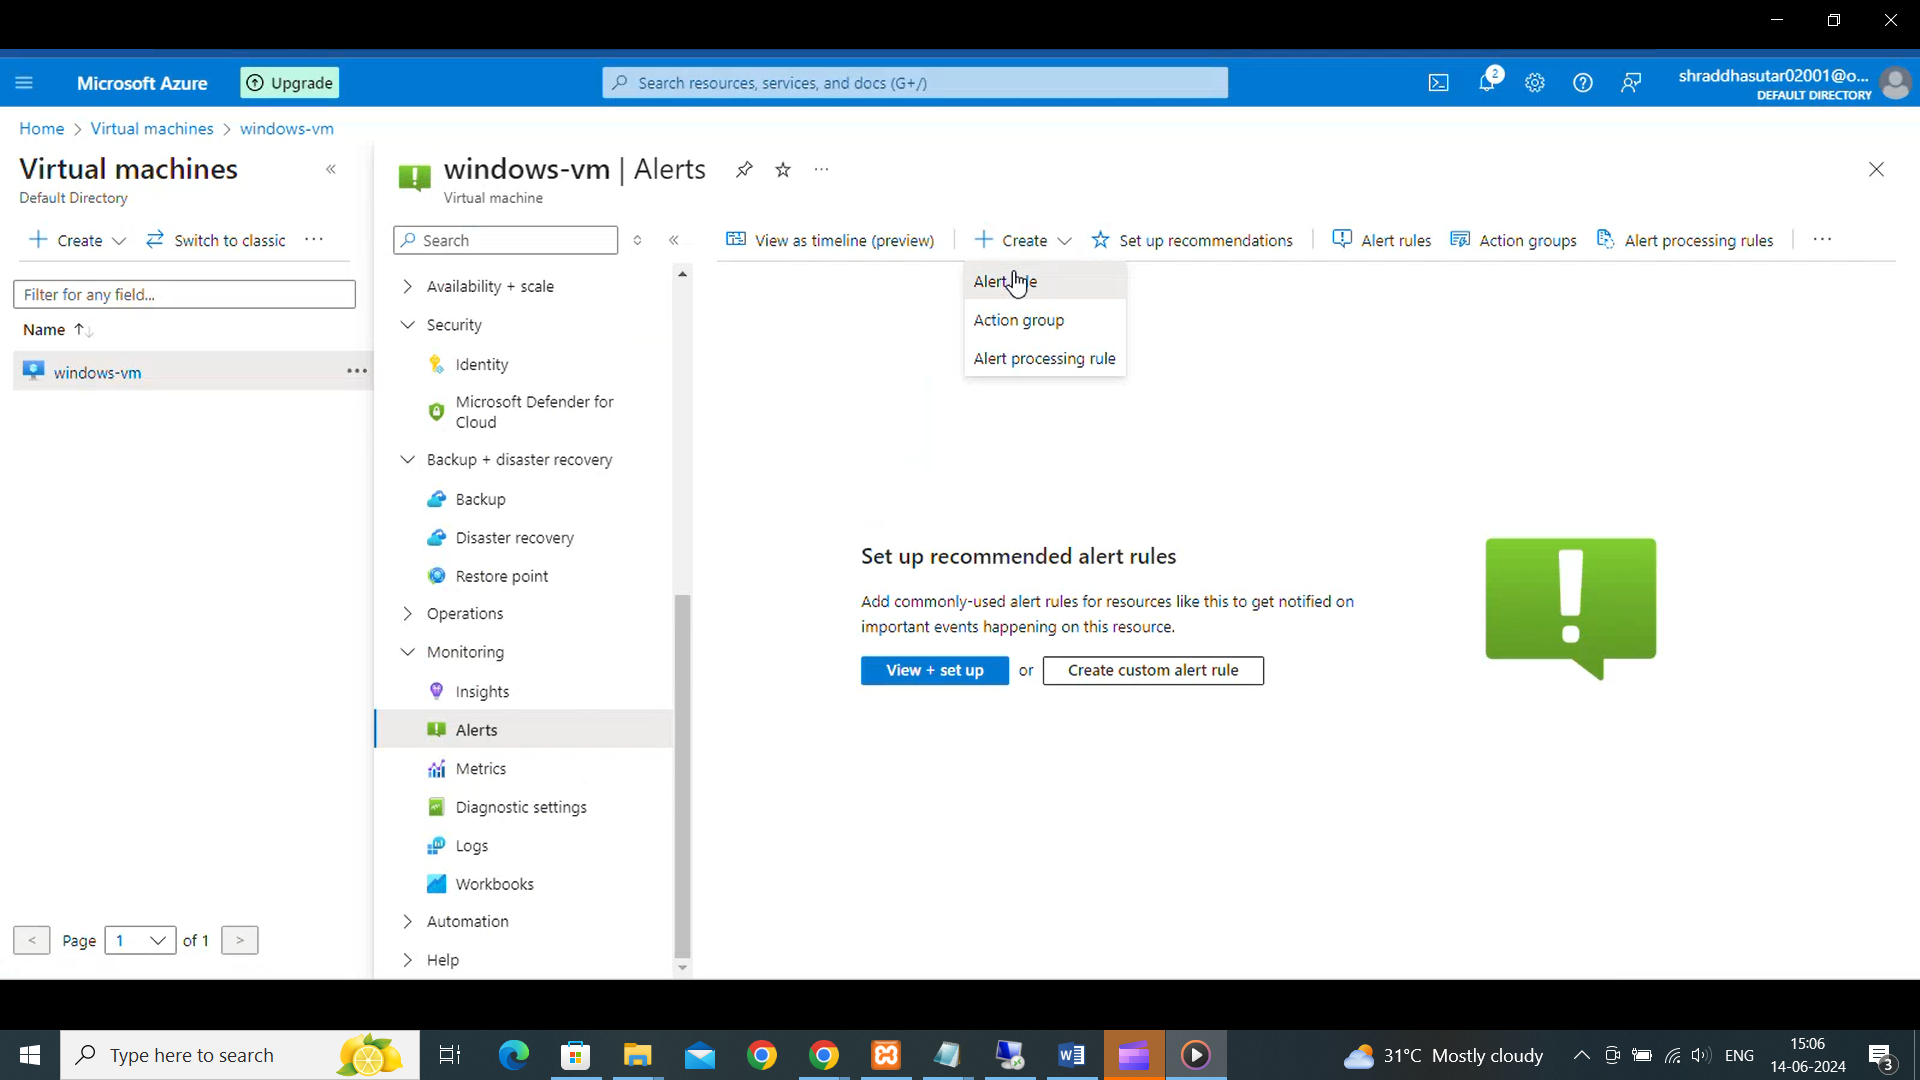 Microsoft Azure
Upgrade
Search resources, services, and docs (G+/)
2
shraddhasutar02001@o...
DEFAULT DIRECTORY
Home > Virtual machines > windows-vm
Virtual machines
Default Directory
Create
Switch to classic
Filter for any field...
Name
windows-vm
Page 1 of 1
windows-vm | Alerts
Virtual machine
Search
Availability + scale
Security
Identity
Microsoft Defender for
Cloud
Backup + disaster recovery
Backup
Disaster recovery
Restore point
Operations
Monitoring
Insights
Alerts
Metrics
Diagnostic settings
Logs
Workbooks
Automation
Help
View as timeline (preview)
Create
Set up recommendations
Alert rules
Action groups
Alert processing rules
Alert
Action group
Alert processing rule
Set up recommended alert rules
Add commonly-used alert rules for resources like this to get notified on
important events happening on this resource.
View + set up or Create custom alert rule
Type here to search
31°C Mostly cloudy
ENG
15:06
14-06-2024
3